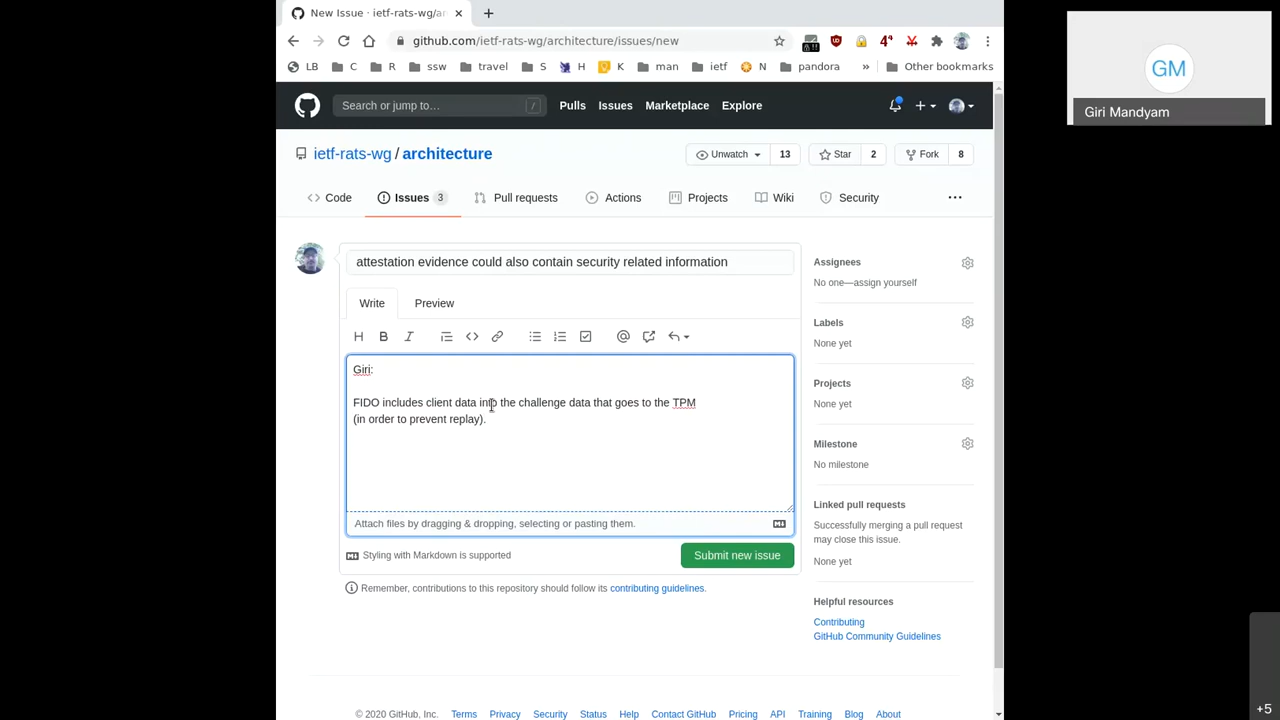 New Issue · ietf-rats-wg/ar
github.com/ietf-rats-wg/architecture/issues/new
LB C R ssw travel S H K man ietf N pandora » Other bookmarks
Search or jump to… /
Pulls Issues Marketplace Explore
ietf-rats-wg / architecture
Unwatch 13 Star 2 Fork 8
Code Issues 3 Pull requests Actions Projects Wiki Security
attestation evidence could also contain security related information
Write Preview
Giri:
FIDO includes client data into the challenge data that goes to the TPM
(in order to prevent replay).
Attach files by dragging & dropping, selecting or pasting them.
Styling with Markdown is supported
Submit new issue
Remember, contributions to this repository should follow its contributing guidelines.
Assignees
No one—assign yourself
Labels
None yet
Projects
None yet
Milestone
No milestone
Linked pull requests
Successfully merging a pull request
may close this issue.
None yet
Helpful resources
Contributing
GitHub Community Guidelines
© 2020 GitHub, Inc. Terms Privacy Security Status Help Contact GitHub Pricing API Training Blog About
GM
Giri Mandyam
+5